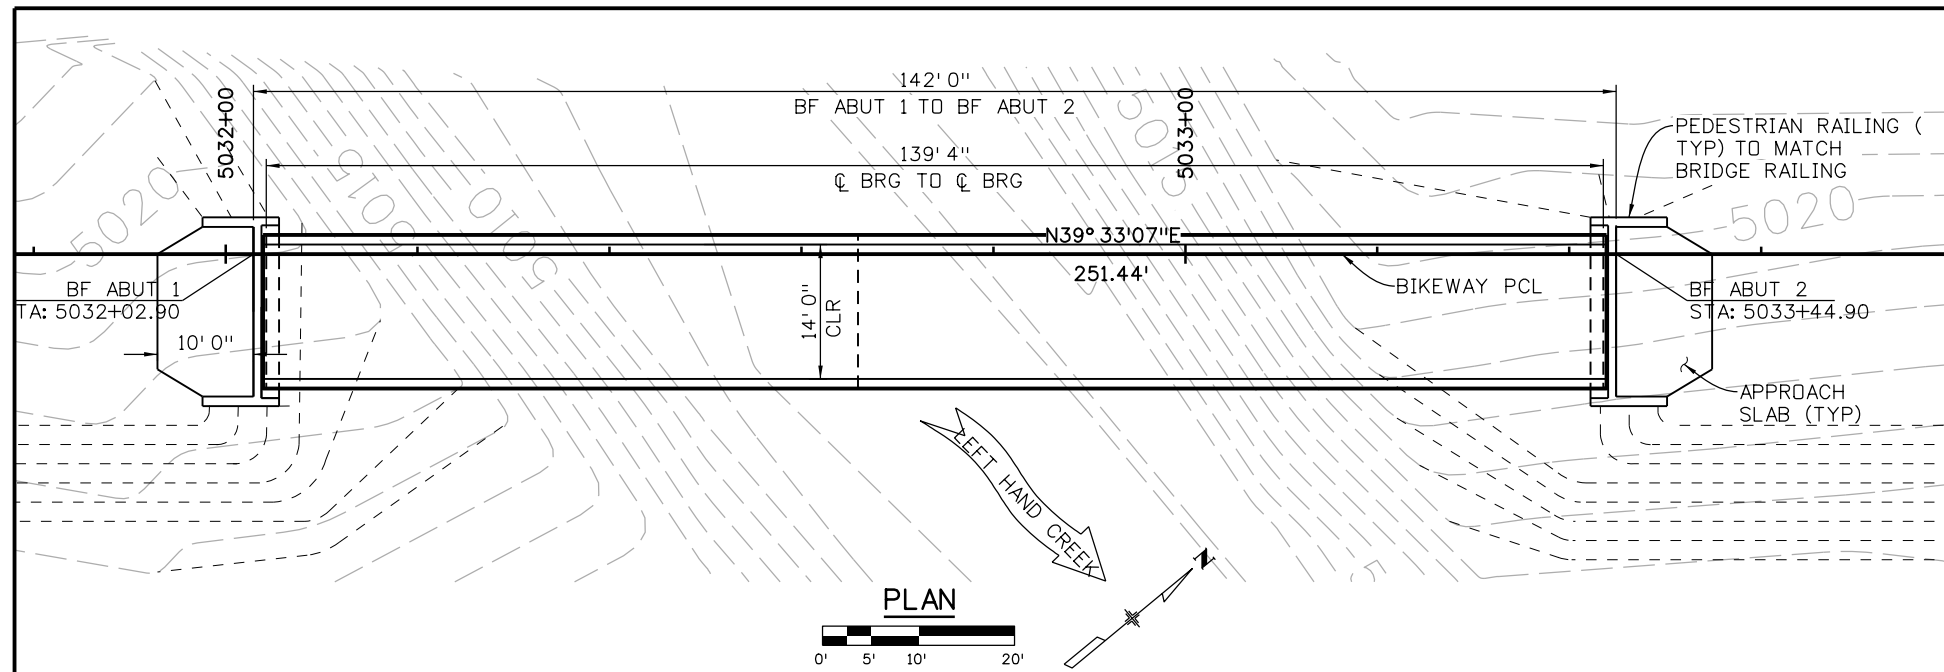 142' 0"
BF ABUT 1 TO BF ABUT 2
5032+00
5033+00
139' 4"
℄ BRG TO ℄ BRG
PEDESTRIAN RAILING (
TYP) TO MATCH
BRIDGE RAILING
5020
5015
5010
5015
5020
N39° 33'07"E
251.44'
BIKEWAY PCL
BF ABUT 1
TA: 5032+02.90
10' 0"
14' 0"
CLR
BF ABUT 2
STA: 5033+44.90
APPROACH
SLAB (TYP)
LEFT HAND CREEK
N
PLAN
0' 5' 10' 20'